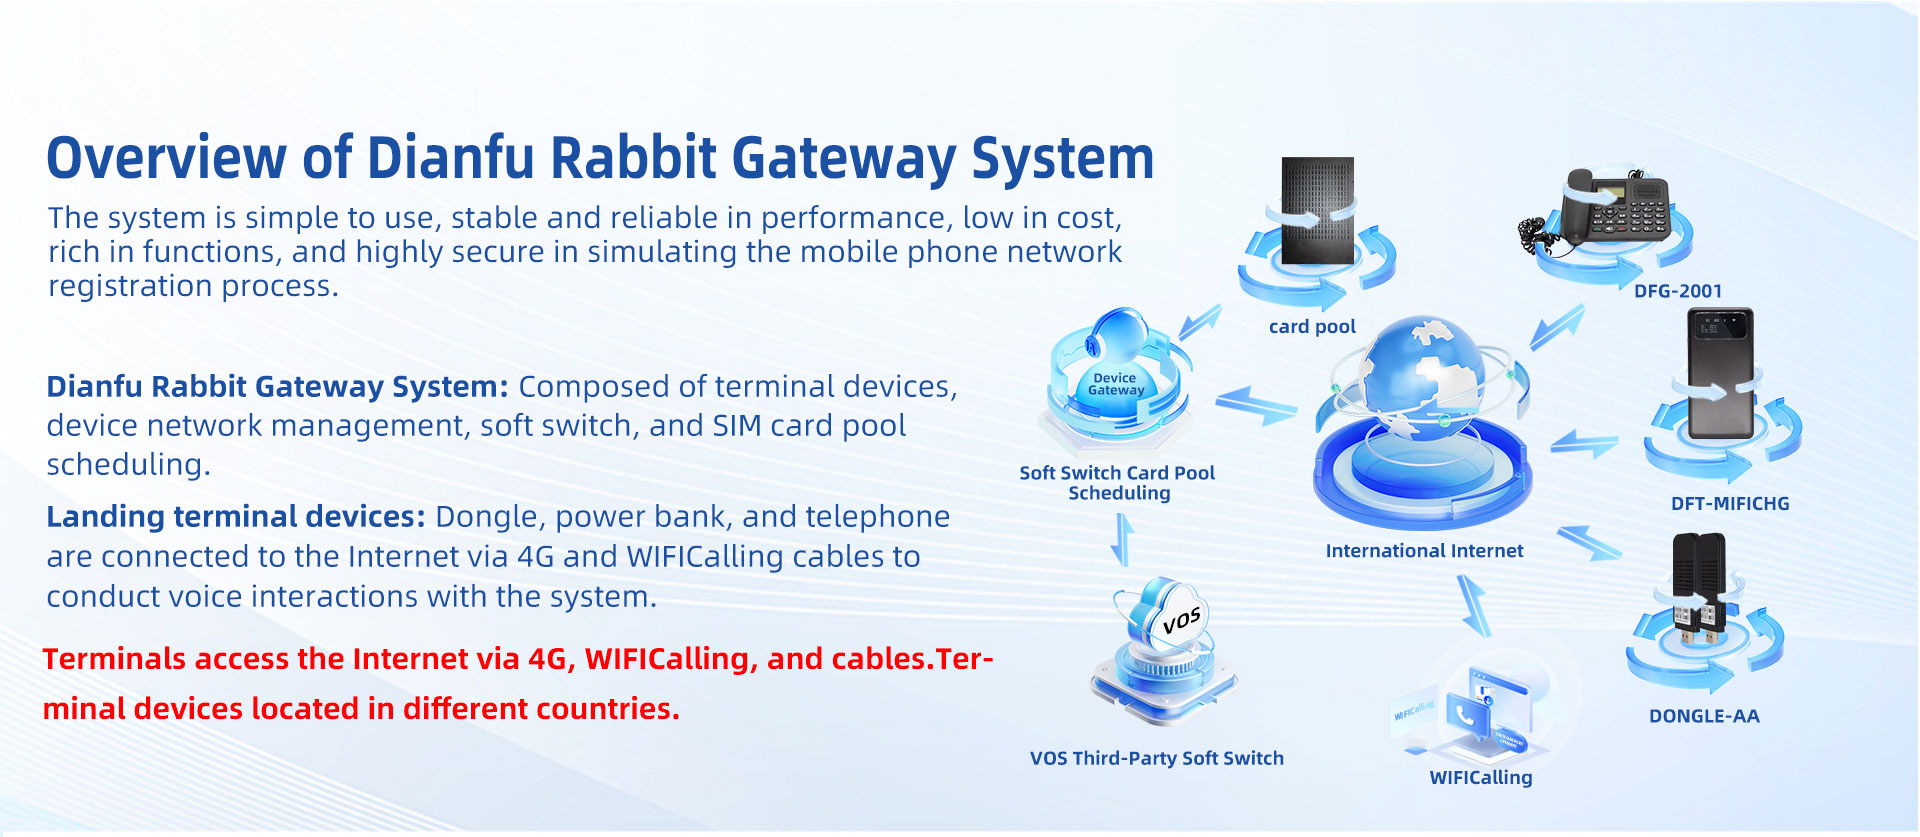 Overview of Dianfu Rabbit Gateway System
The system is simple to use, stable and reliable in performance, low in cost,
rich in functions, and highly secure in simulating the mobile phone network
registration process.
Dianfu Rabbit Gateway System: Composed of terminal devices,
device network management, soft switch, and SIM card pool
scheduling.
Landing terminal devices: Dongle, power bank, and telephone
are connected to the Internet via 4G and WIFICalling cables to
conduct voice interactions with the system.
Terminals access the Internet via 4G, WIFICalling, and cables.Ter-
minal devices located in different countries.
card pool
DFG-2001
Device
Gateway
Soft Switch Card Pool
Scheduling
International Internet
DFT-MIFICHG
VOS
VOS Third-Party Soft Switch
WIFICalling
WIFICalling
DONGLE-AA